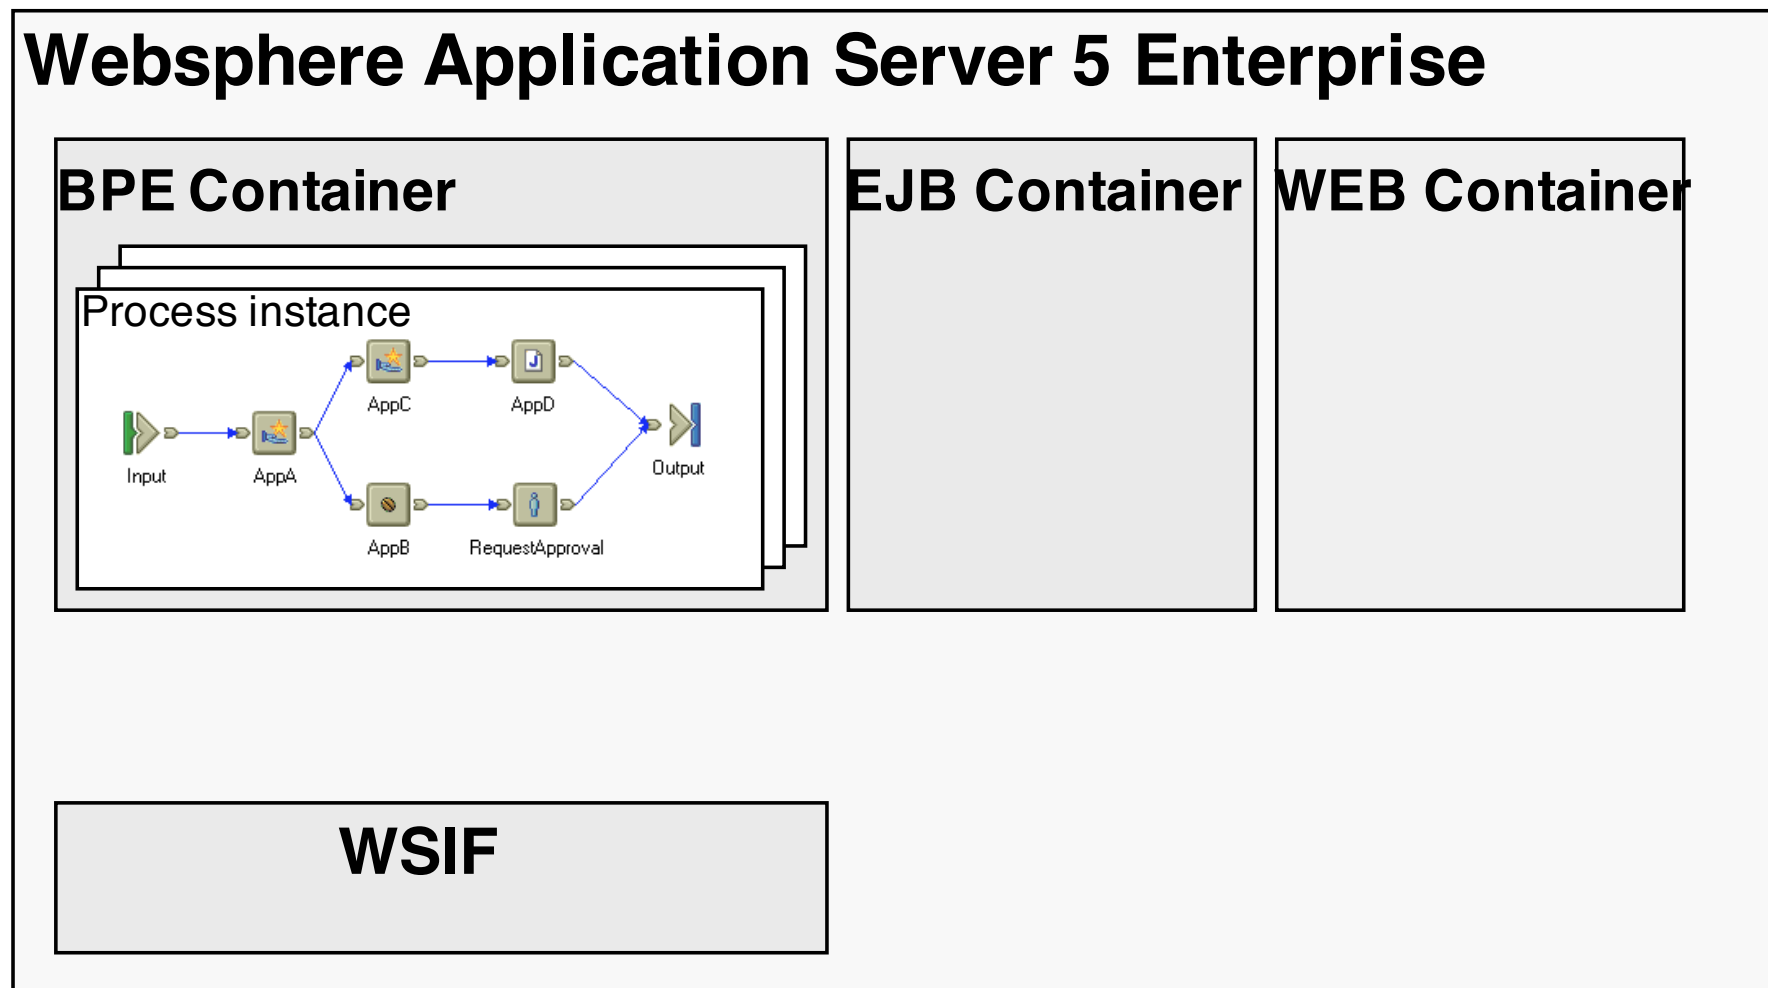 Websphere Application Server 5 Enterprise
BPE Container
EJB Container
WEB Container
Process instance
AppC
AppD
Input
AppA
Output
AppB
RequestApproval
WSIF